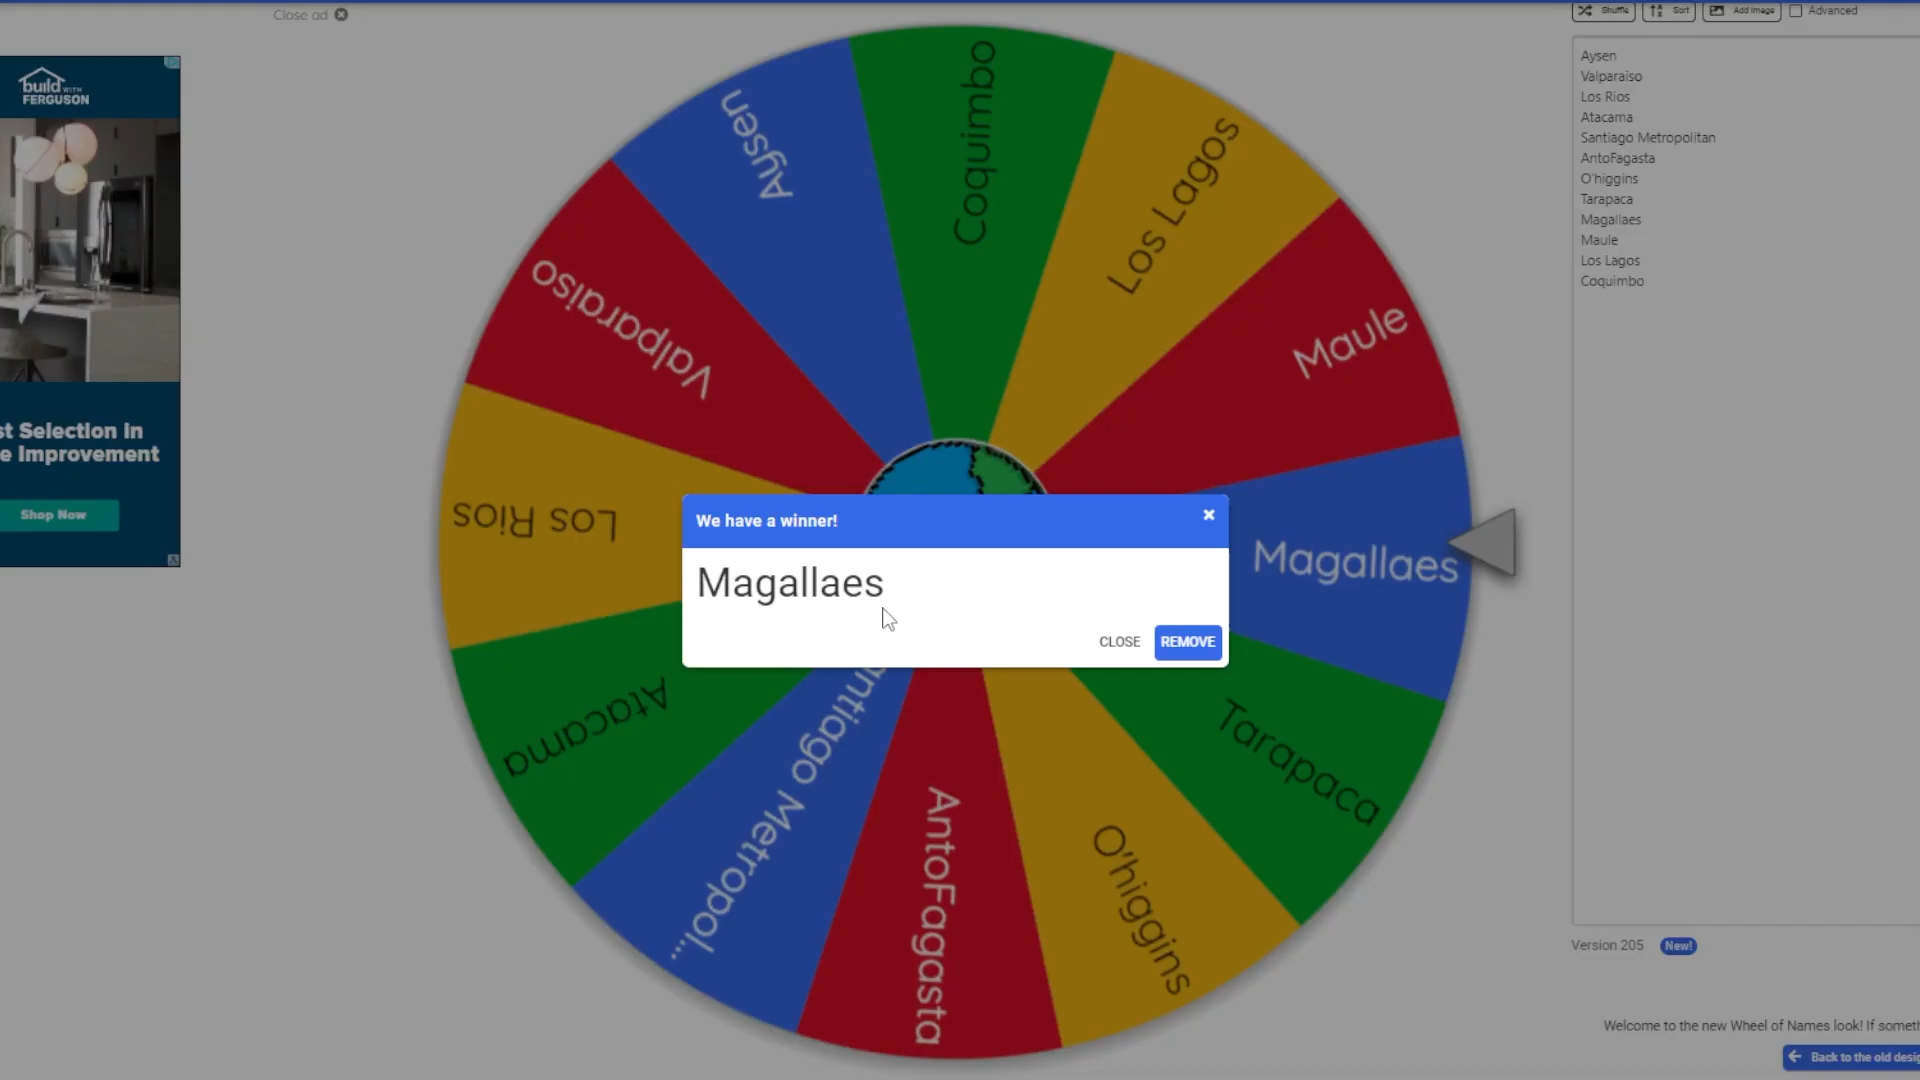 Close ad
Shuffle
Sort
Add image
Advanced
build WITH
FERGUSON
st Selection in
e Improvement
Shop Now
Aysen
Valparaiso
Los Rios
Atacama
Santiago Metropolitan
AntoFagasta
O'higgins
Tarapaca
Magallaes
Maule
Los Lagos
Coquimbo
Coquimbo
Los Lagos
Maule
Magallaes
Tarapaca
O'higgins
AntoFagasta
ntiago Metropol...
Atacama
Los Rios
Valparaiso
Aysen
We have a winner!
Magallaes
CLOSE
REMOVE
Version 205
New!
Welcome to the new Wheel of Names look! If someth
Back to the old desig